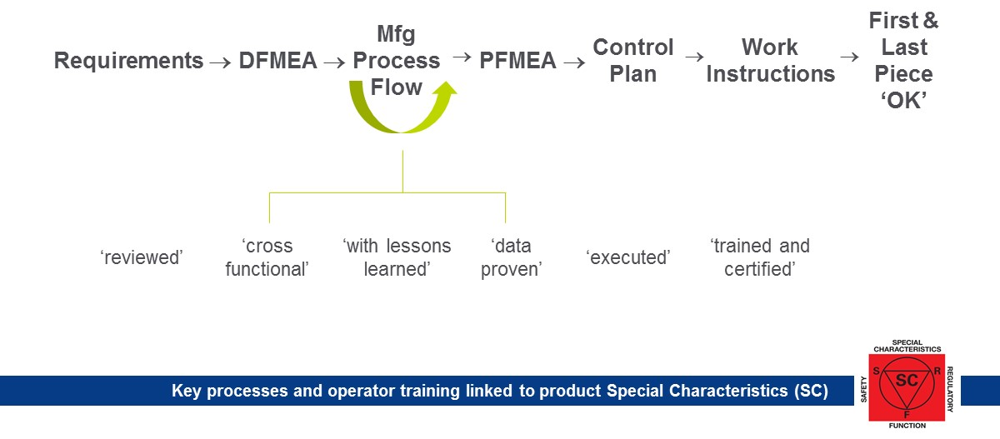 Requirements → DFMEA → Mfg Process Flow → PFMEA → Control Plan → Work Instructions → First & Last Piece ‘OK’
‘reviewed’
‘cross
functional’
‘with lessons
learned’
‘data
proven’
‘executed’
‘trained and
certified’
SPECIAL
CHARACTERISTICS
SAFETY
S
R
SC
F
REGULATORY
FUNCTION
Key processes and operator training linked to product Special Characteristics (SC)